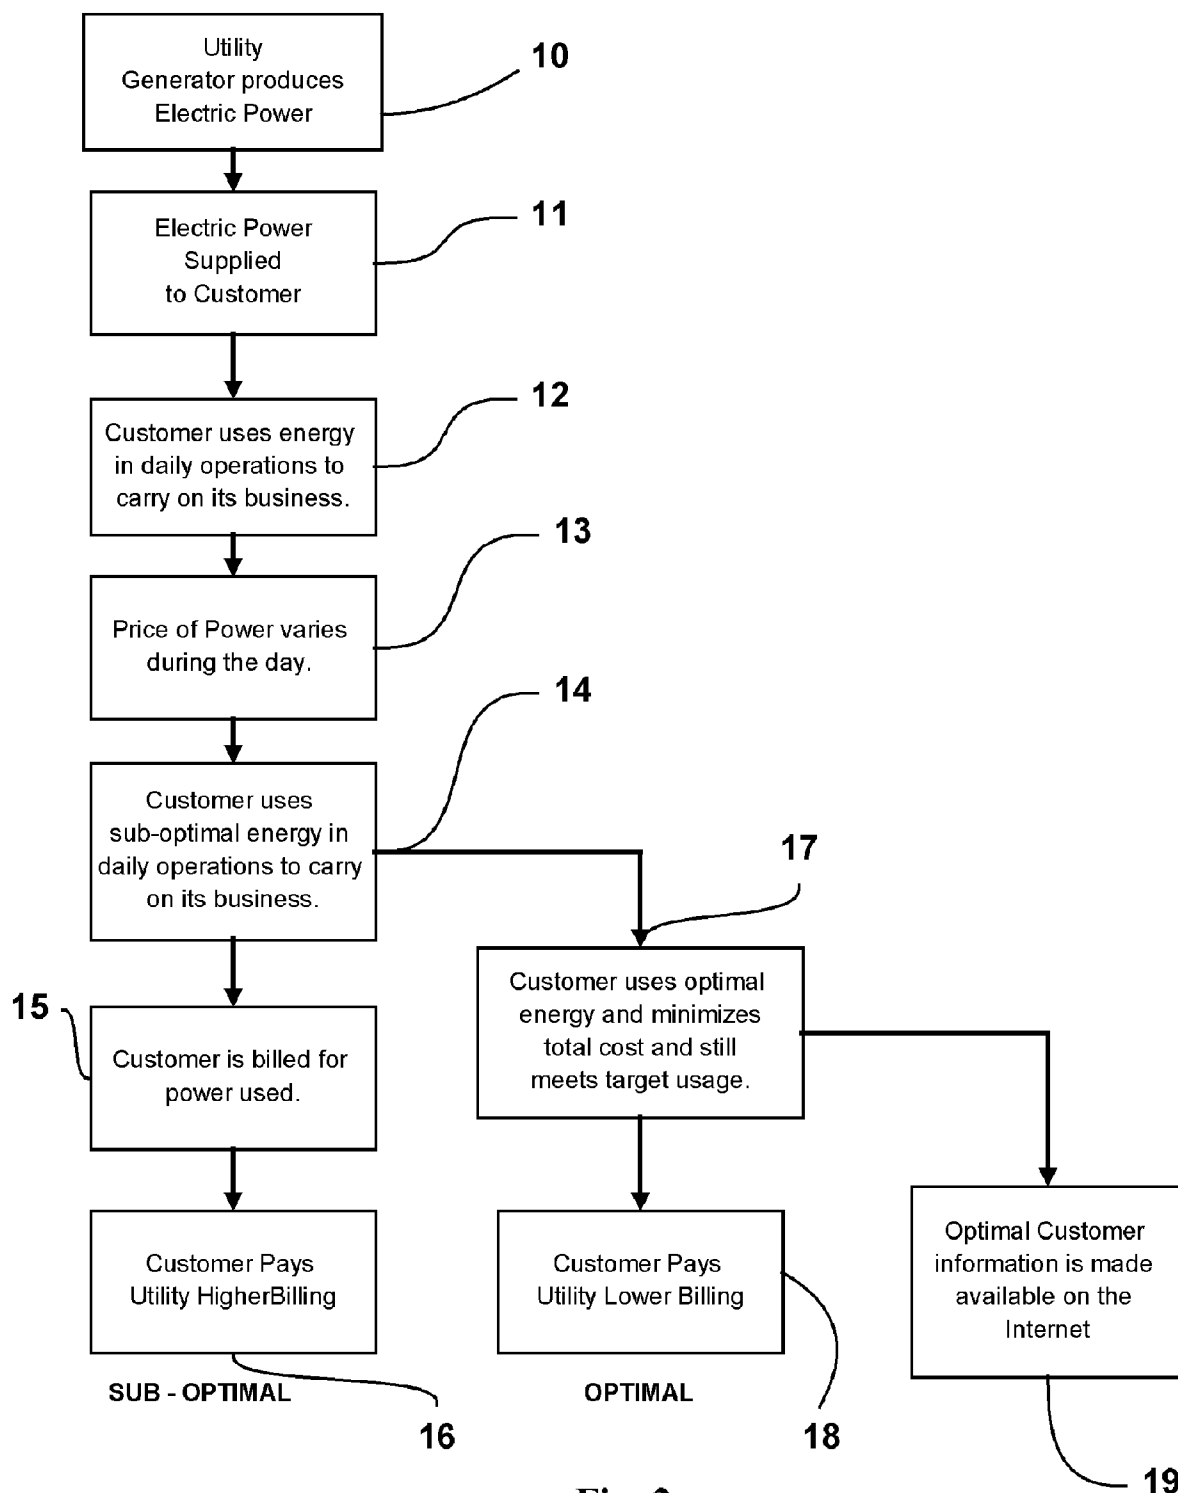 Utility
Generator produces
Electric Power
10
Electric Power
Supplied
to Customer
11
Customer uses energy
in daily operations to
carry on its business.
12
Price of Power varies
during the day.
13
Customer uses
sub-optimal energy in
daily operations to carry
on its business.
14
17
Customer uses optimal
energy and minimizes
total cost and still
meets target usage.
15
Customer is billed for
power used.
Customer Pays
Utility HigherBilling
Customer Pays
Utility Lower Billing
Optimal Customer
information is made
available on the
Internet
SUB - OPTIMAL
OPTIMAL
16
18
19